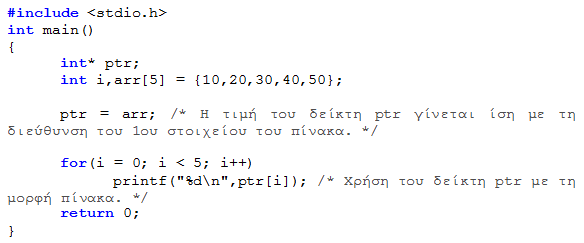 #include <stdio.h>
int main()
{
int* ptr;
int i,arr[5] = {10,20,30,40,50};
ptr = arr; /* Η τιμή του δείκτη ptr γίνεται ίση με τη
διεύθυνση του 1ου στοιχείου του πίνακα. */
for(i = 0; i < 5; i++)
printf("%d\n",ptr[i]); /* Χρήση του δείκτη ptr με τη
μορφή πίνακα. */
return 0;
}